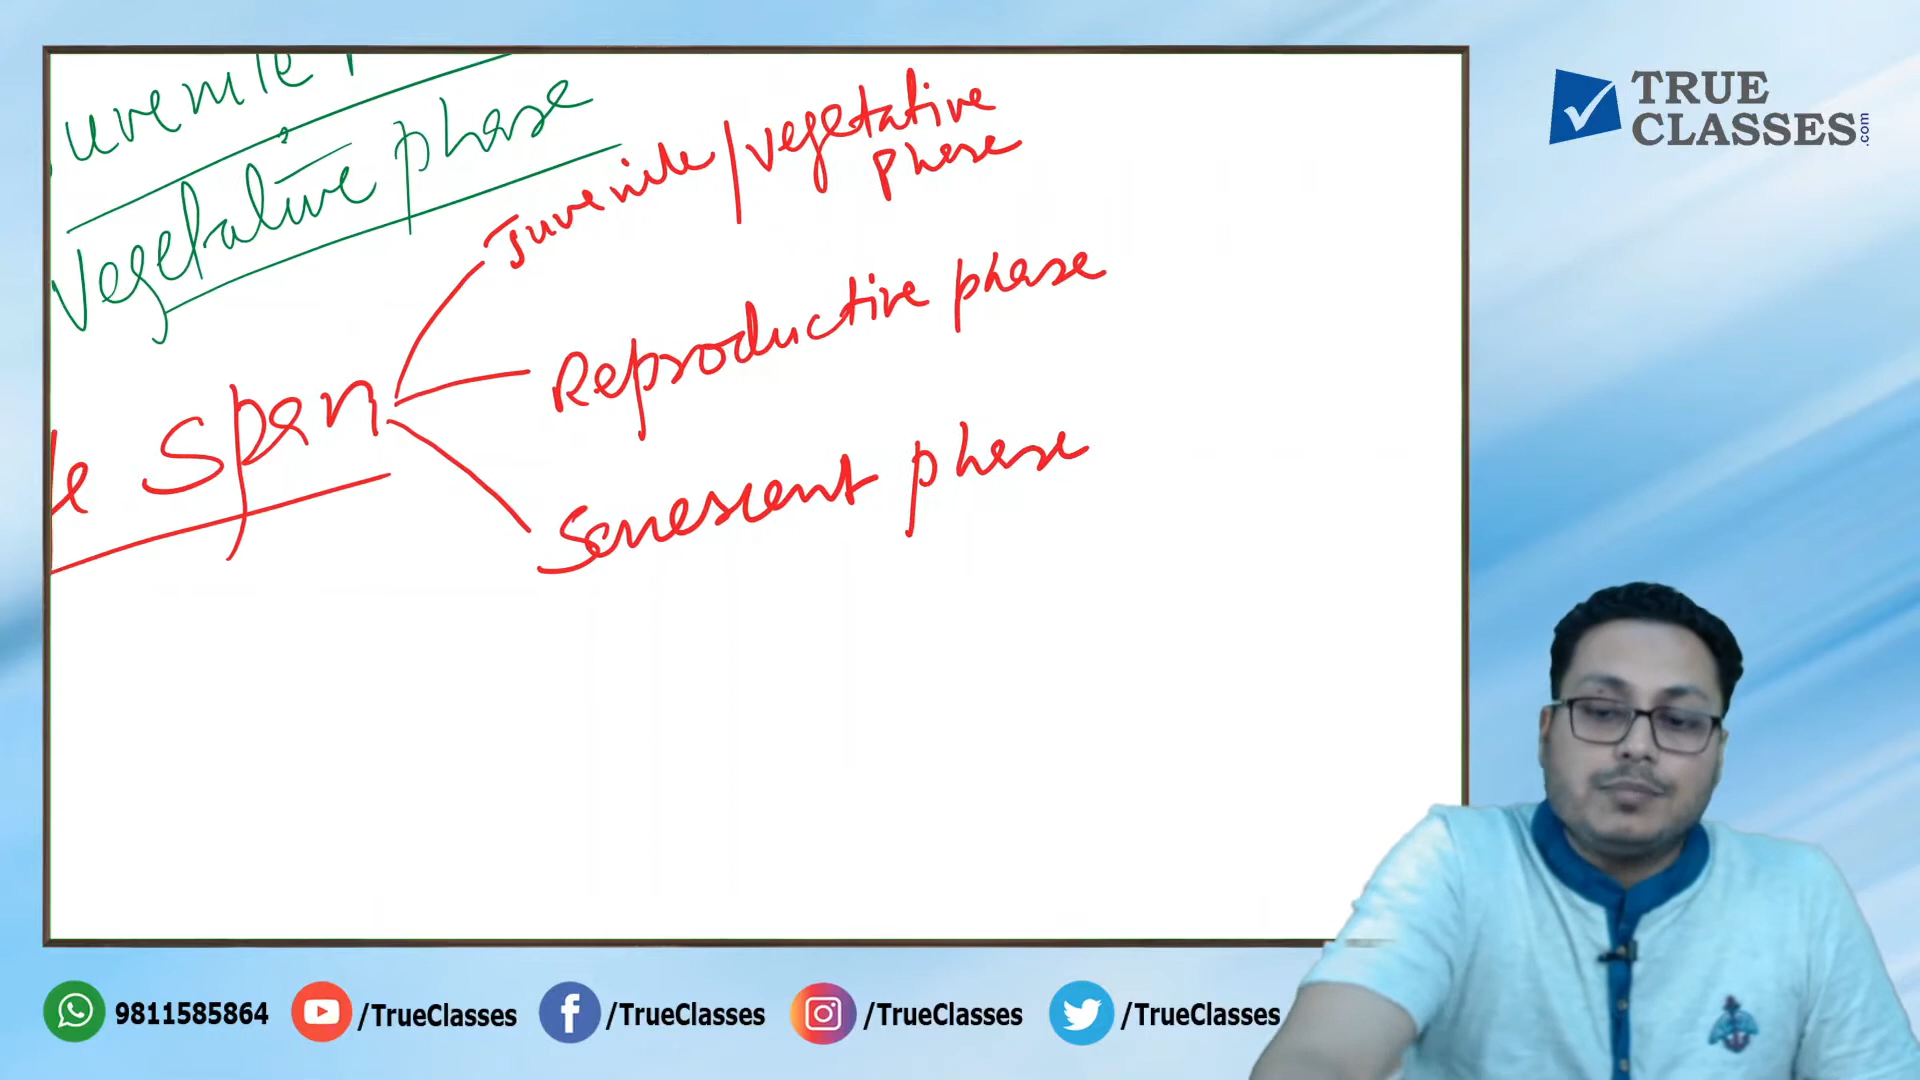 uvenile
Vegetative phase
Juvenile/vegetative
phase
Reproductive phase
Span
Senescent phase
TRUE
CLASSES.com
9811585864
/TrueClasses
/TrueClasses
/TrueClasses
/TrueClasses